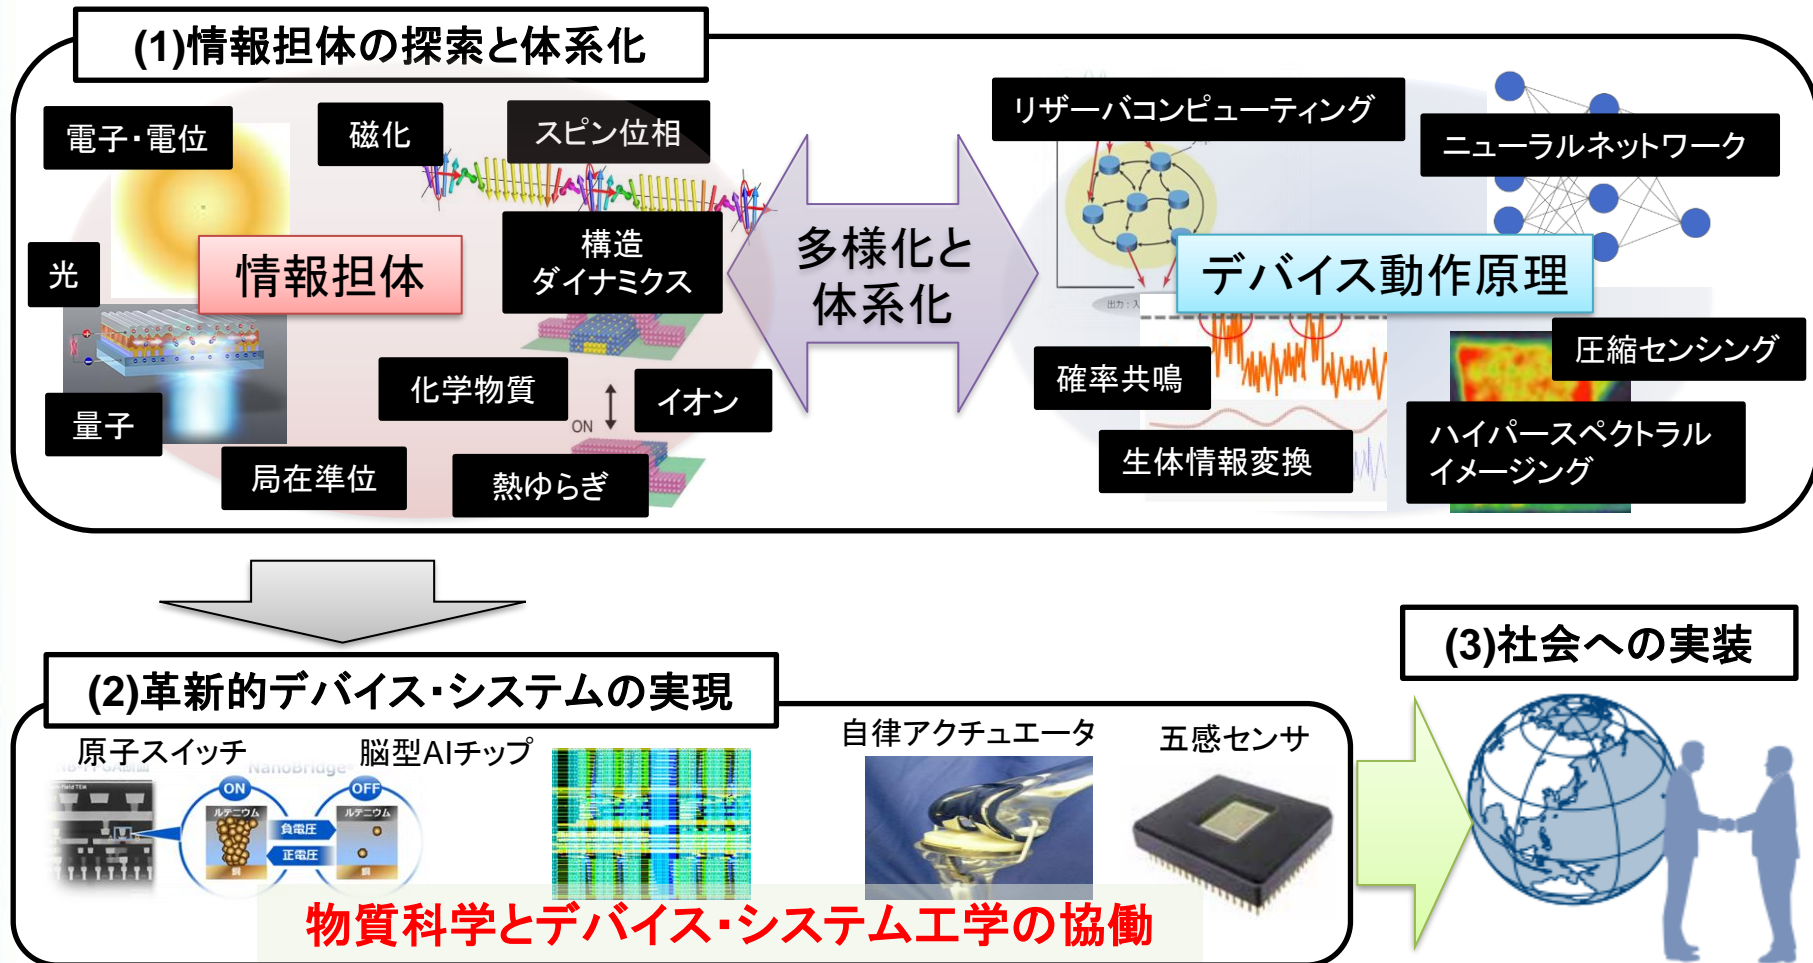 (1)情報担体の探索と体系化
電子・電位
磁化
スピン位相
光
情報担体
構造
ダイナミクス
量子
化学物質
イオン
ON
局在準位
熱ゆらぎ
多様化と
体系化
リザーバコンピューティング
ニューラルネットワーク
デバイス動作原理
出力：入
確率共鳴
圧縮センシング
生体情報変換
ハイパースペクトル
イメージング
(2)革新的デバイス・システムの実現
原子スイッチ
脳型AIチップ
自律アクチュエータ
五感センサ
NanoBridge
ON
OFF
ルテニウム
ルテニウム
負電圧
正電圧
銅
銅
物質科学とデバイス・システム工学の協働
(3)社会への実装